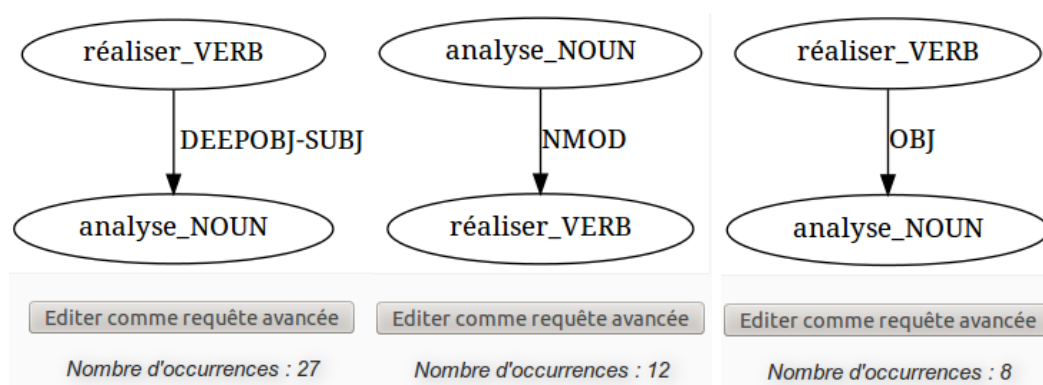 réaliser_VERB
DEEPOBJ-SUBJ
analyse_NOUN
Editer comme requête avancée
Nombre d'occurrences : 27
analyse_NOUN
NMOD
réaliser_VERB
Editer comme requête avancée
Nombre d'occurrences : 12
réaliser_VERB
OBJ
analyse_NOUN
Editer comme requête avancée
Nombre d'occurrences : 8